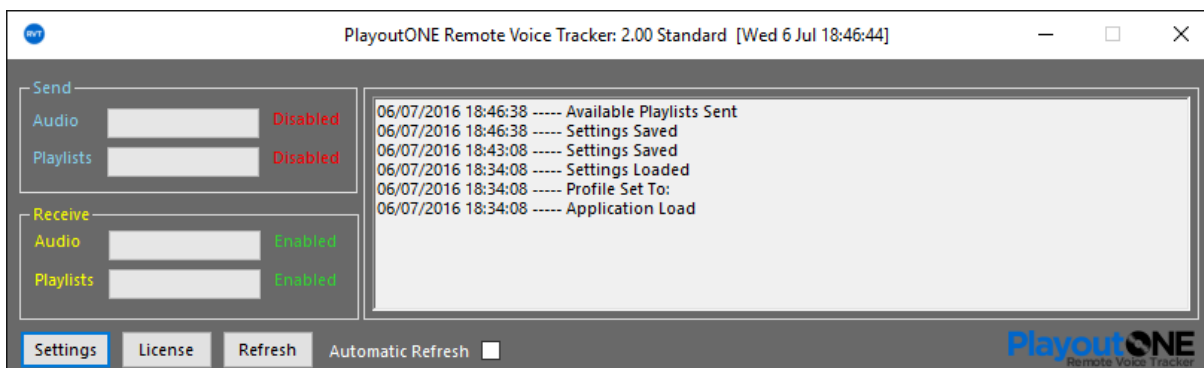 RVT
PlayoutONE Remote Voice Tracker: 2.00 Standard [Wed 6 Jul 18:46:44]
Send
Audio Disabled
Playlists Disabled
Receive
Audio Enabled
Playlists Enabled
06/07/2016 18:46:38 ----- Available Playlists Sent
06/07/2016 18:46:38 ----- Settings Saved
06/07/2016 18:43:08 ----- Settings Saved
06/07/2016 18:34:08 ----- Settings Loaded
06/07/2016 18:34:08 ----- Profile Set To:
06/07/2016 18:34:08 ----- Application Load
Settings License Refresh Automatic Refresh
PlayoutONE
Remote Voice Tracker